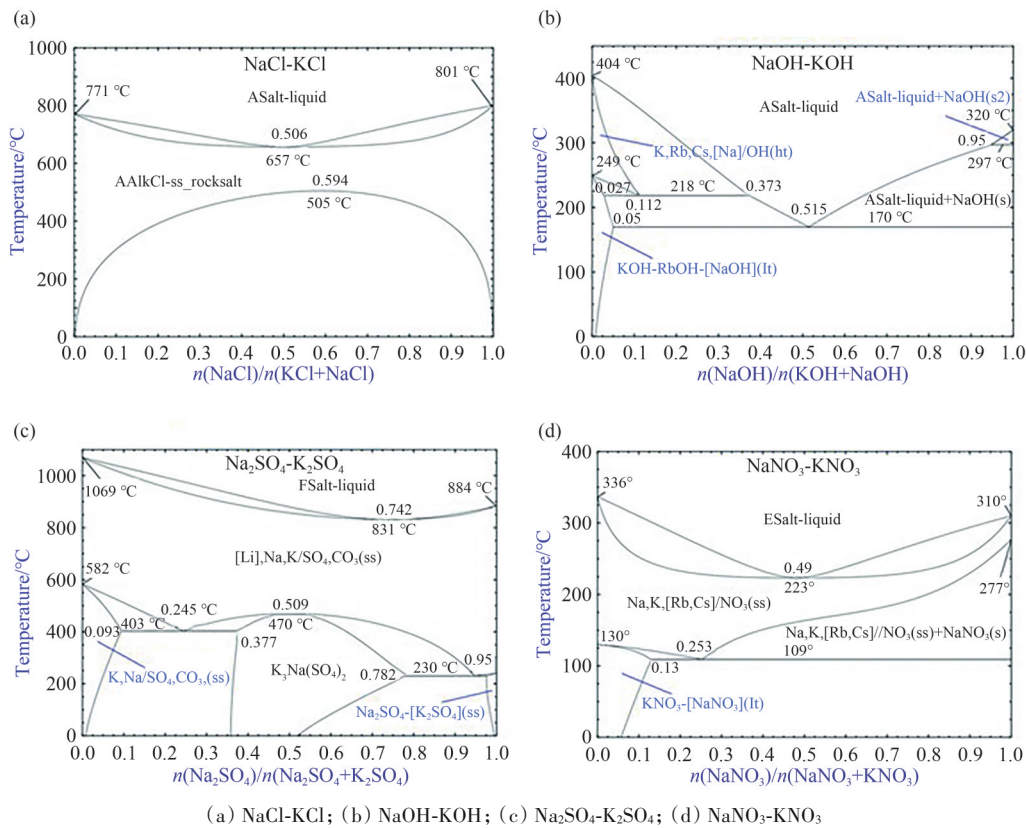 (a)
NaCl-KCl
771 ℃
801 ℃
ASalt-liquid
0.506
657 ℃
AAlkCl-ss_rocksalt
0.594
505 ℃
Temperature/℃
1000
800
600
400
200
0
0.0 0.1 0.2 0.3 0.4 0.5 0.6 0.7 0.8 0.9 1.0
n(NaCl)/n(KCl+NaCl)
(b)
NaOH-KOH
404 ℃
ASalt-liquid
ASalt-liquid+NaOH(s2)
320 ℃
0.95
297 ℃
K,Rb,Cs,[Na]/OH(ht)
249 ℃
0.027
218 ℃
0.373
0.112
0.05
0.515
ASalt-liquid+NaOH(s)
170 ℃
KOH-RbOH-[NaOH](It)
Temperature/℃
400
300
200
100
0
0.0 0.1 0.2 0.3 0.4 0.5 0.6 0.7 0.8 0.9 1.0
n(NaOH)/n(KOH+NaOH)
(c)
Na₂SO₄-K₂SO₄
FSalt-liquid
1069 ℃
884 ℃
0.742
831 ℃
[Li],Na,K/SO₄,CO₃(ss)
582 ℃
0.245 ℃
0.509
403 ℃
470 ℃
0.093
0.377
K₃Na(SO₄)₂
0.782
230 ℃
0.95
K,Na/SO₄,CO₃,(ss)
Na₂SO₄-[K₂SO₄](ss)
Temperature/℃
1000
800
600
400
200
0
0.0 0.1 0.2 0.3 0.4 0.5 0.6 0.7 0.8 0.9 1.0
n(Na₂SO₄)/n(Na₂SO₄+K₂SO₄)
(d)
NaNO₃-KNO₃
336°
310°
ESalt-liquid
0.49
223°
277°
Na,K,[Rb,Cs]/NO₃(ss)
Na,K,[Rb,Cs]//NO₃(ss)+NaNO₃(s)
130°
0.253
109°
0.13
KNO₃-[NaNO₃](It)
Temperature/℃
400
300
200
100
0
0.0 0.1 0.2 0.3 0.4 0.5 0.6 0.7 0.8 0.9 1.0
n(NaNO₃)/n(NaNO₃+KNO₃)
(a) NaCl-KCl; (b) NaOH-KOH; (c) Na₂SO₄-K₂SO₄; (d) NaNO₃-KNO₃